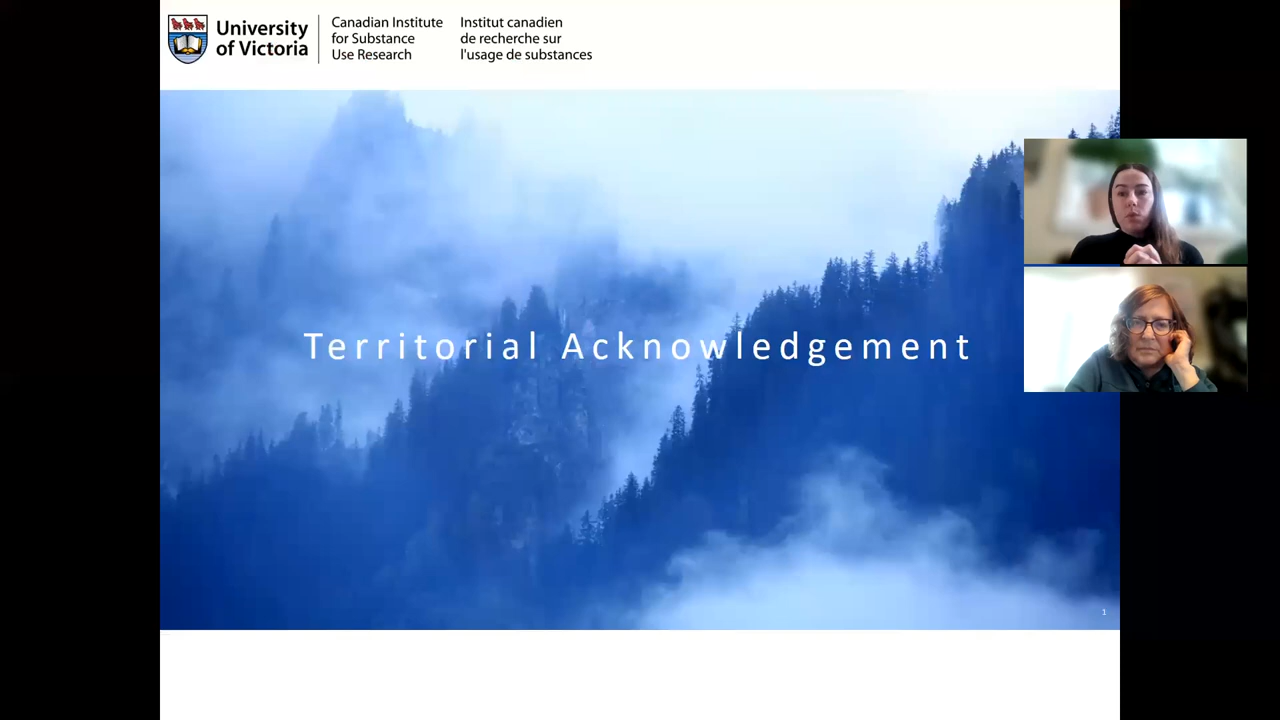 University
of Victoria
Canadian Institute
for Substance
Use Research
Institut canadien
de recherche sur
l'usage de substances
Territorial Acknowledgement
1